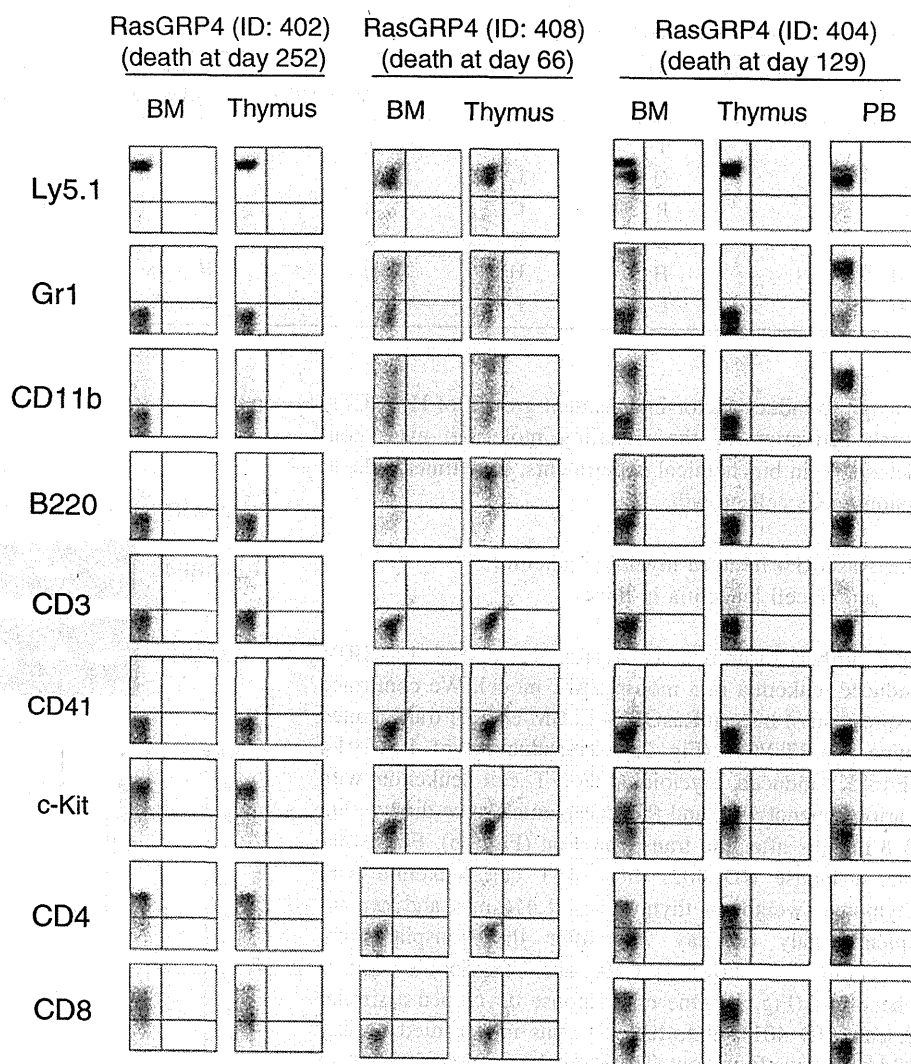 RasGRP4 (ID: 402)
(death at day 252)
RasGRP4 (ID: 408)
(death at day 66)
RasGRP4 (ID: 404)
(death at day 129)
BM Thymus BM Thymus BM Thymus PB
Ly5.1
Gr1
CD11b
B220
CD3
CD41
c-Kit
CD4
CD8